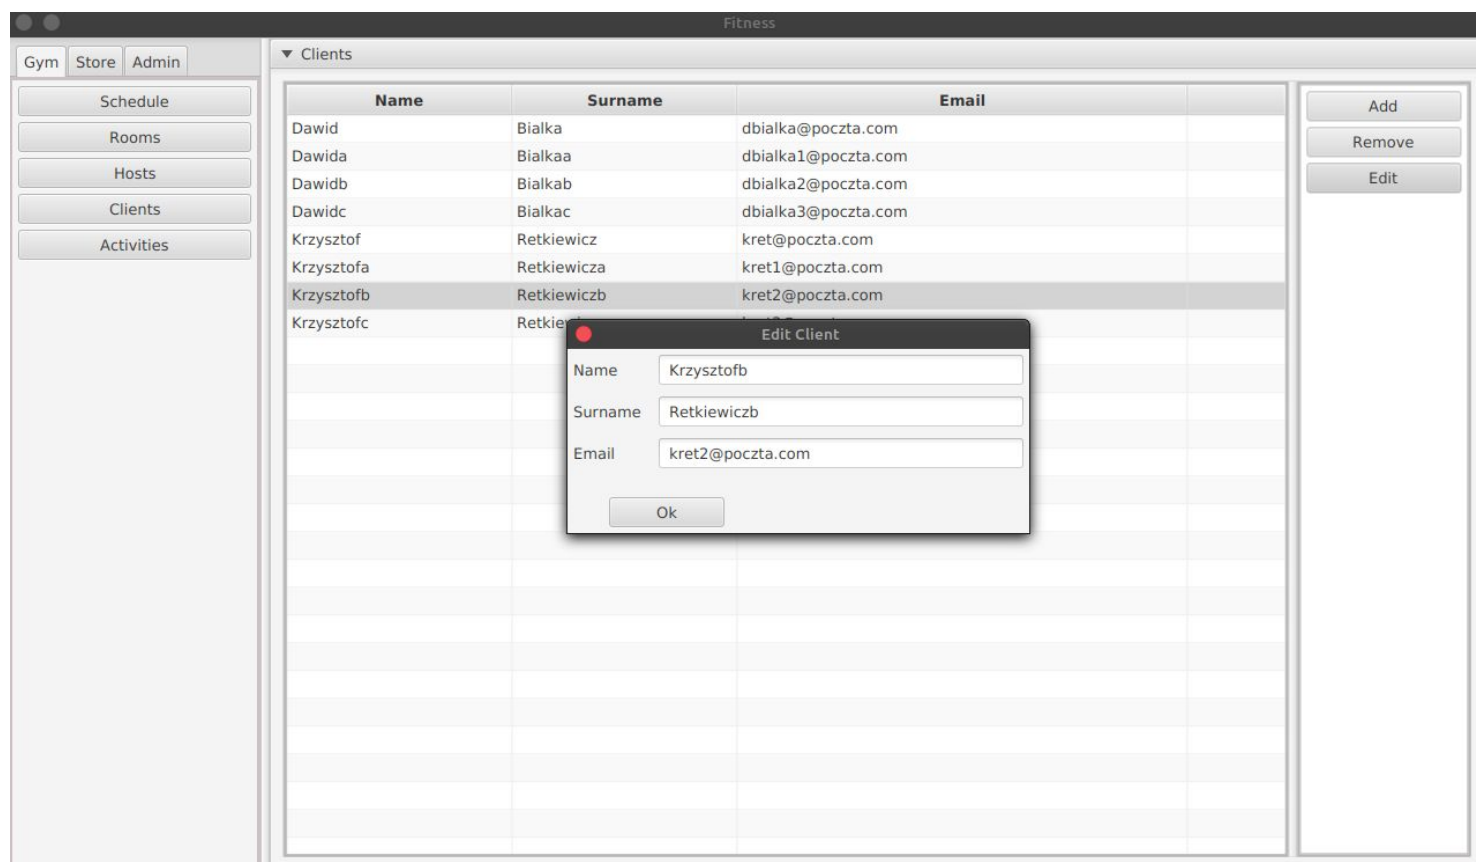 Fitness
Gym Store Admin
Schedule
Rooms
Hosts
Clients
Activities
Clients
Name Surname Email
Dawid Bialka dbialka@poczta.com
Dawida Bialkaa dbialka1@poczta.com
Dawidb Bialkab dbialka2@poczta.com
Dawidc Bialkac dbialka3@poczta.com
Krzysztof Retkiewicz kret@poczta.com
Krzysztofa Retkiewicza kret1@poczta.com
Krzysztofb Retkiewiczb kret2@poczta.com
Krzysztofc
Add
Remove
Edit
Edit Client
Name Krzysztofb
Surname Retkiewiczb
Email kret2@poczta.com
Ok